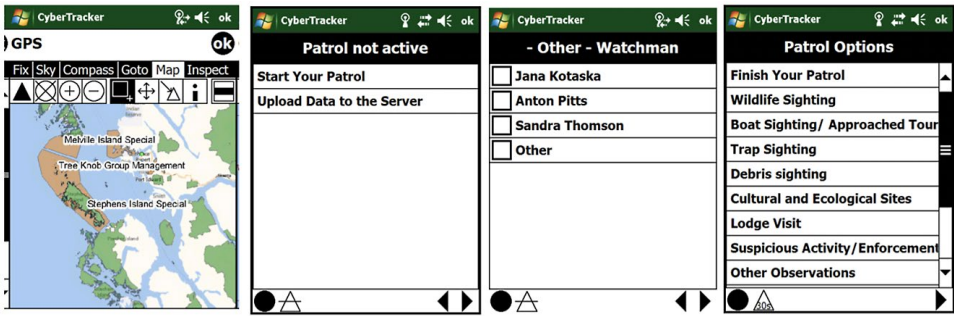 CyberTracker
ok
GPS
ok
Fix Sky Compass Goto Map Inspect
Melville Island Special
Tree Knob Group Management
Stephens Island Special
CyberTracker
ok
Patrol not active
Start Your Patrol
Upload Data to the Server
CyberTracker
ok
- Other - Watchman
Jana Kotaska
Anton Pitts
Sandra Thomson
Other
CyberTracker
ok
Patrol Options
Finish Your Patrol
Wildlife Sighting
Boat Sighting/ Approached Tour
Trap Sighting
Debris sighting
Cultural and Ecological Sites
Lodge Visit
Suspicious Activity/Enforcement
Other Observations
30s